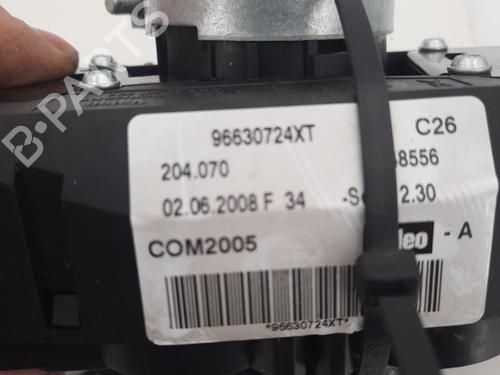 B-PARTS
96630724XT C26
204.070 8556
02.06.2008 F 34 2.30
COM2005 leo - A
*96630724XT*